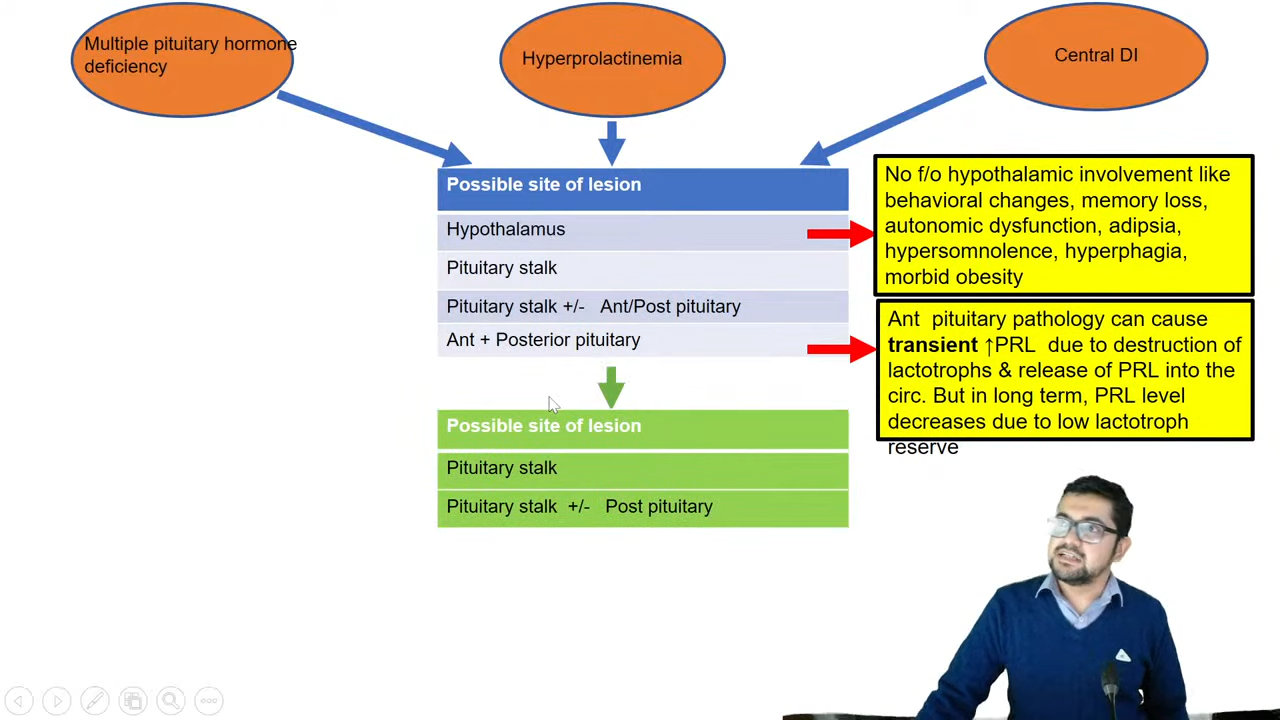 Multiple pituitary hormone
deficiency
Hyperprolactinemia
Central DI
Possible site of lesion
Hypothalamus
Pituitary stalk
Pituitary stalk +/- Ant/Post pituitary
Ant + Posterior pituitary
No f/o hypothalamic involvement like
behavioral changes, memory loss,
autonomic dysfunction, adipsia,
hypersomnolence, hyperphagia,
morbid obesity
Ant pituitary pathology can cause
transient ↑PRL due to destruction of
lactotrophs & release of PRL into the
circ. But in long term, PRL level
decreases due to low lactotroph
reserve
Possible site of lesion
Pituitary stalk
Pituitary stalk +/- Post pituitary